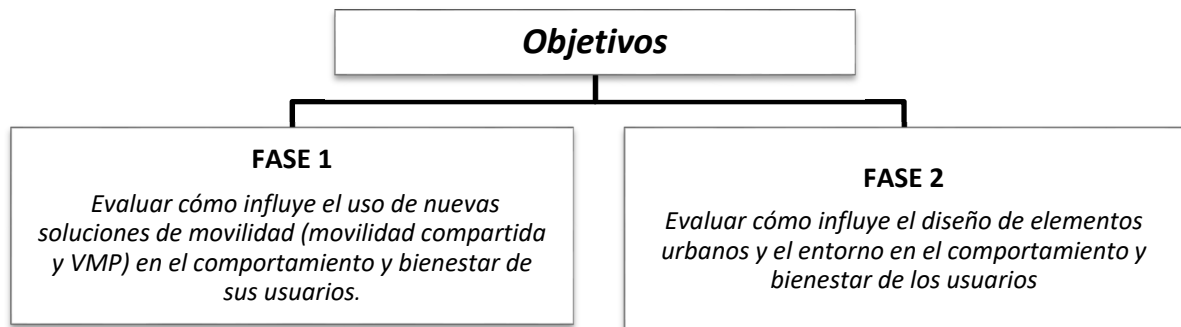 Objetivos
FASE 1
Evaluar cómo influye el uso de nuevas
soluciones de movilidad (movilidad compartida
y VMP) en el comportamiento y bienestar de
sus usuarios.
FASE 2
Evaluar cómo influye el diseño de elementos
urbanos y el entorno en el comportamiento y
bienestar de los usuarios